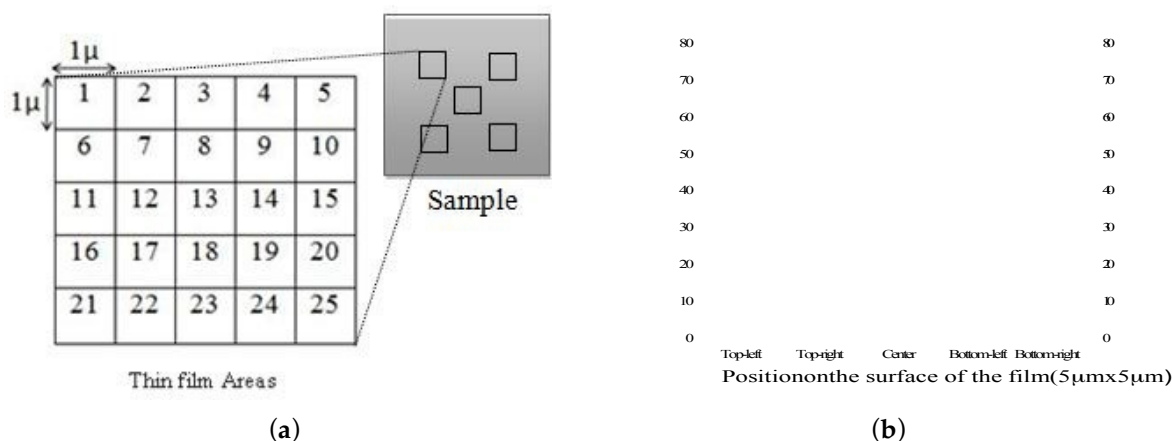 1μ
1μ
1 2 3 4 5
6 7 8 9 10
11 12 13 14 15
16 17 18 19 20
21 22 23 24 25
Thin film Areas
Sample
(a)
80 80
70 70
60 60
50 50
40 40
30 30
20 20
10 10
0 0
Top-left Top-right Center Bottom-left Bottom-right
Positiononthe surface of the film(5μmx5μm)
(b)